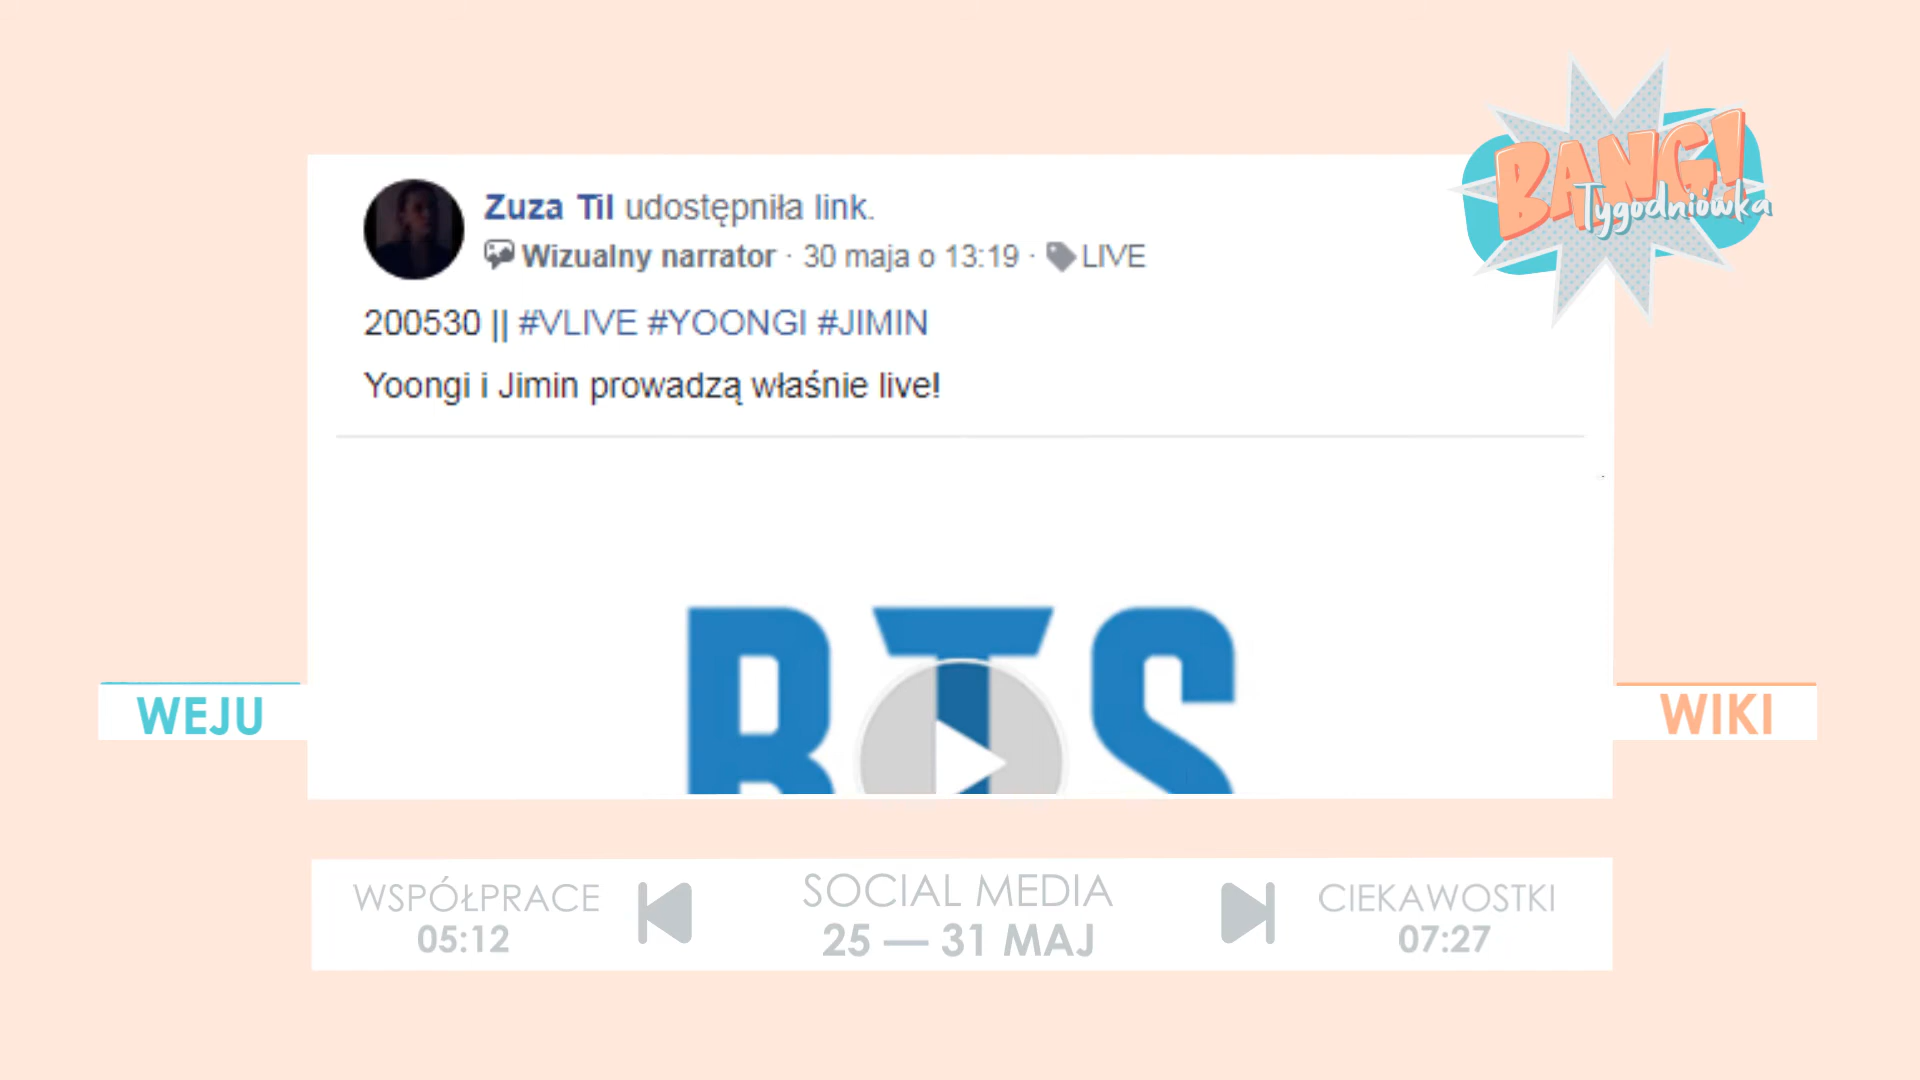 BANG!
Tygodniówka
Zuza Til udostępniła link.
Wizualny narrator · 30 maja o 13:19 · LIVE
200530 || #VLIVE #YOONGI #JIMIN
Yoongi i Jimin prowadzą właśnie live!
BTS
WEJU
WIKI
WSPÓŁPRACE
05:12
SOCIAL MEDIA
25 — 31 MAJ
CIEKAWOSTKI
07:27